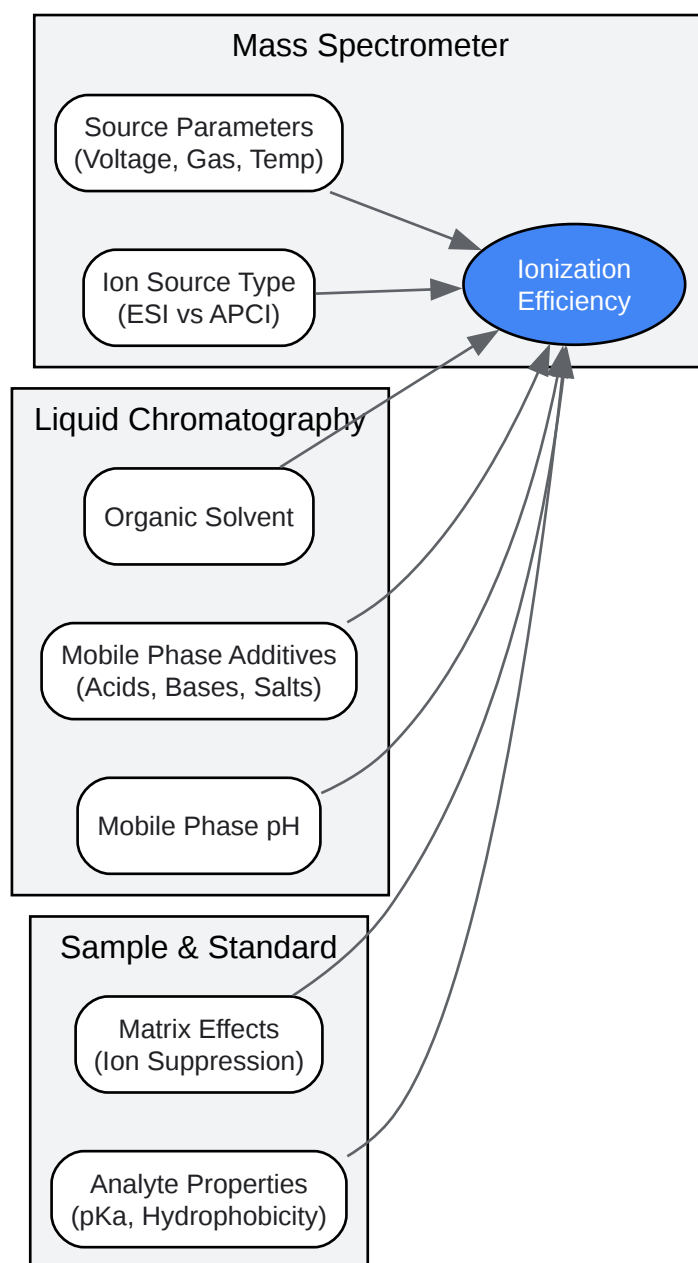 Mass Spectrometer
Source Parameters
(Voltage, Gas, Temp)
Ion Source Type
(ESI vs APCI)
Ionization
Efficiency
Liquid Chromatography
Organic Solvent
Mobile Phase Additives
(Acids, Bases, Salts)
Mobile Phase pH
Sample & Standard
Matrix Effects
(Ion Suppression)
Analyte Properties
(pKa, Hydrophobicity)